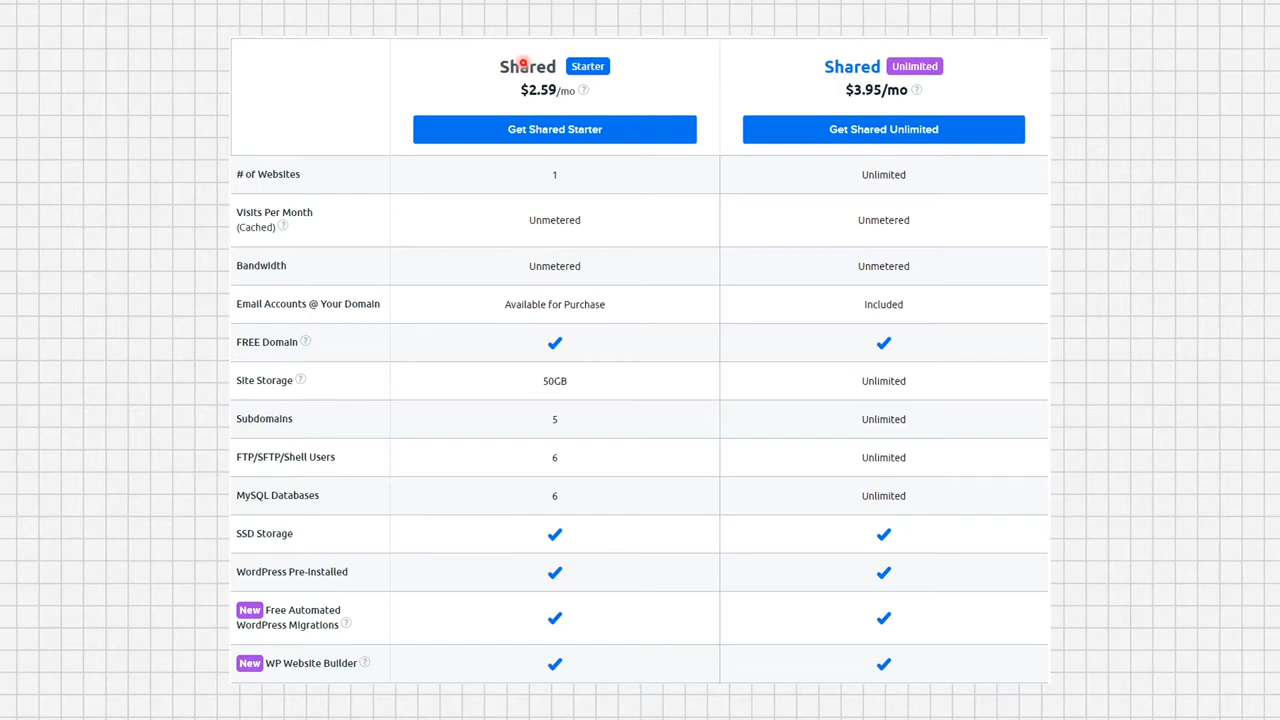 Shared Starter
$2.59/mo
Get Shared Starter
Shared Unlimited
$3.95/mo
Get Shared Unlimited
# of Websites 1 Unlimited
Visits Per Month
(Cached) Unmetered Unmetered
Bandwidth Unmetered Unmetered
Email Accounts @ Your Domain Available for Purchase Included
FREE Domain
Site Storage 50GB Unlimited
Subdomains 5 Unlimited
FTP/SFTP/Shell Users 6 Unlimited
MySQL Databases 6 Unlimited
SSD Storage
WordPress Pre-Installed
New Free Automated
WordPress Migrations
New WP Website Builder